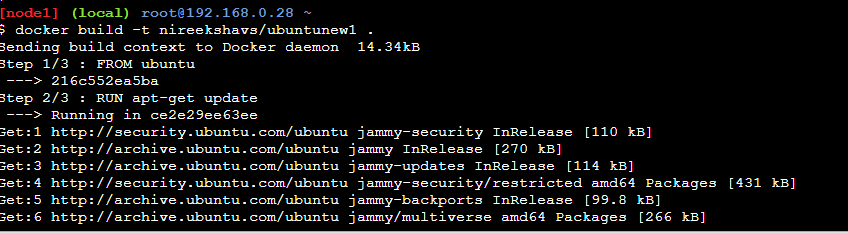 [node1] (local) root@192.168.0.28 ~
$ docker build -t nireekshavs/ubuntunew1 .
Sending build context to Docker daemon  14.34kB
Step 1/3 : FROM ubuntu
 ---> 216c552ea5ba
Step 2/3 : RUN apt-get update
 ---> Running in ce2e29ee63ee
Get:1 http://security.ubuntu.com/ubuntu jammy-security InRelease [110 kB]
Get:2 http://archive.ubuntu.com/ubuntu jammy InRelease [270 kB]
Get:3 http://archive.ubuntu.com/ubuntu jammy-updates InRelease [114 kB]
Get:4 http://security.ubuntu.com/ubuntu jammy-security/restricted amd64 Packages [431 kB]
Get:5 http://archive.ubuntu.com/ubuntu jammy-backports InRelease [99.8 kB]
Get:6 http://archive.ubuntu.com/ubuntu jammy/multiverse amd64 Packages [266 kB]